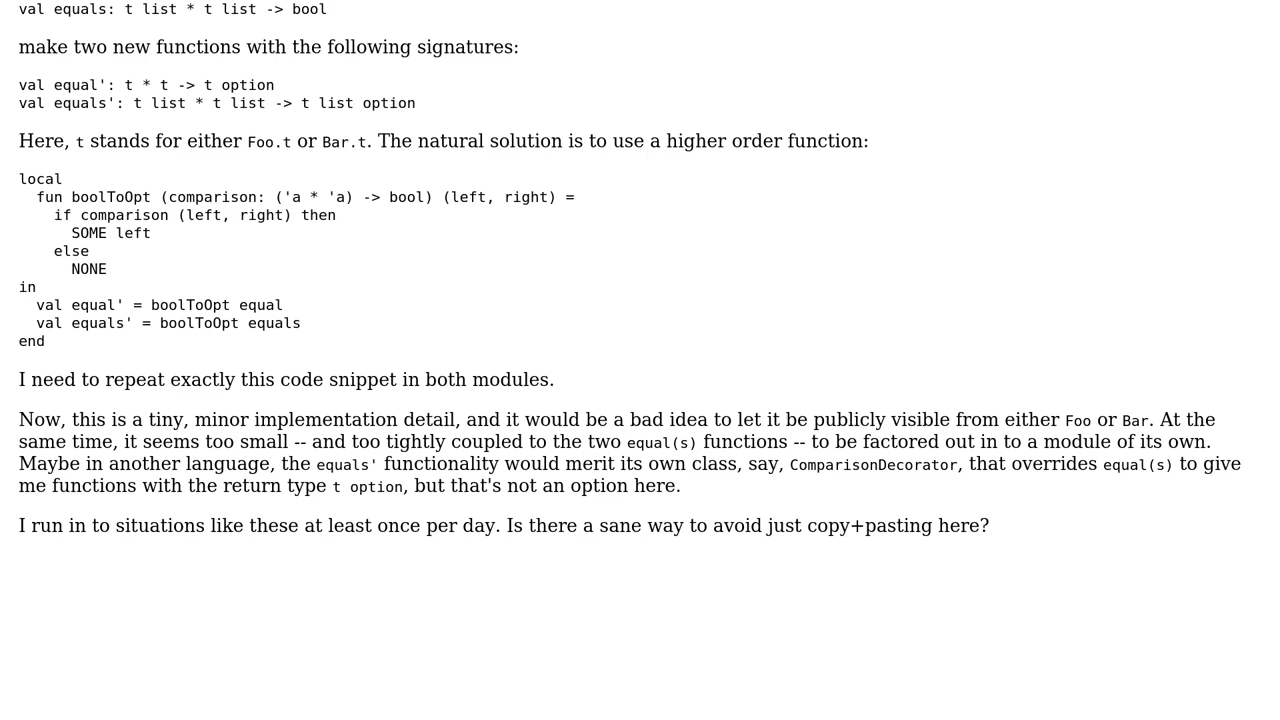 val equals: t list * t list -> bool
make two new functions with the following signatures:
val equal': t * t -> t option
val equals': t list * t list -> t list option
Here, t stands for either Foo.t or Bar.t. The natural solution is to use a higher order function:
local
  fun boolToOpt (comparison: ('a * 'a) -> bool) (left, right) =
    if comparison (left, right) then
      SOME left
    else
      NONE
in
  val equal' = boolToOpt equal
  val equals' = boolToOpt equals
end
I need to repeat exactly this code snippet in both modules.
Now, this is a tiny, minor implementation detail, and it would be a bad idea to let it be publicly visible from either Foo or Bar. At the
same time, it seems too small -- and too tightly coupled to the two equal(s) functions -- to be factored out in to a module of its own.
Maybe in another language, the equals' functionality would merit its own class, say, ComparisonDecorator, that overrides equal(s) to give
me functions with the return type t option, but that's not an option here.
I run in to situations like these at least once per day. Is there a sane way to avoid just copy+pasting here?